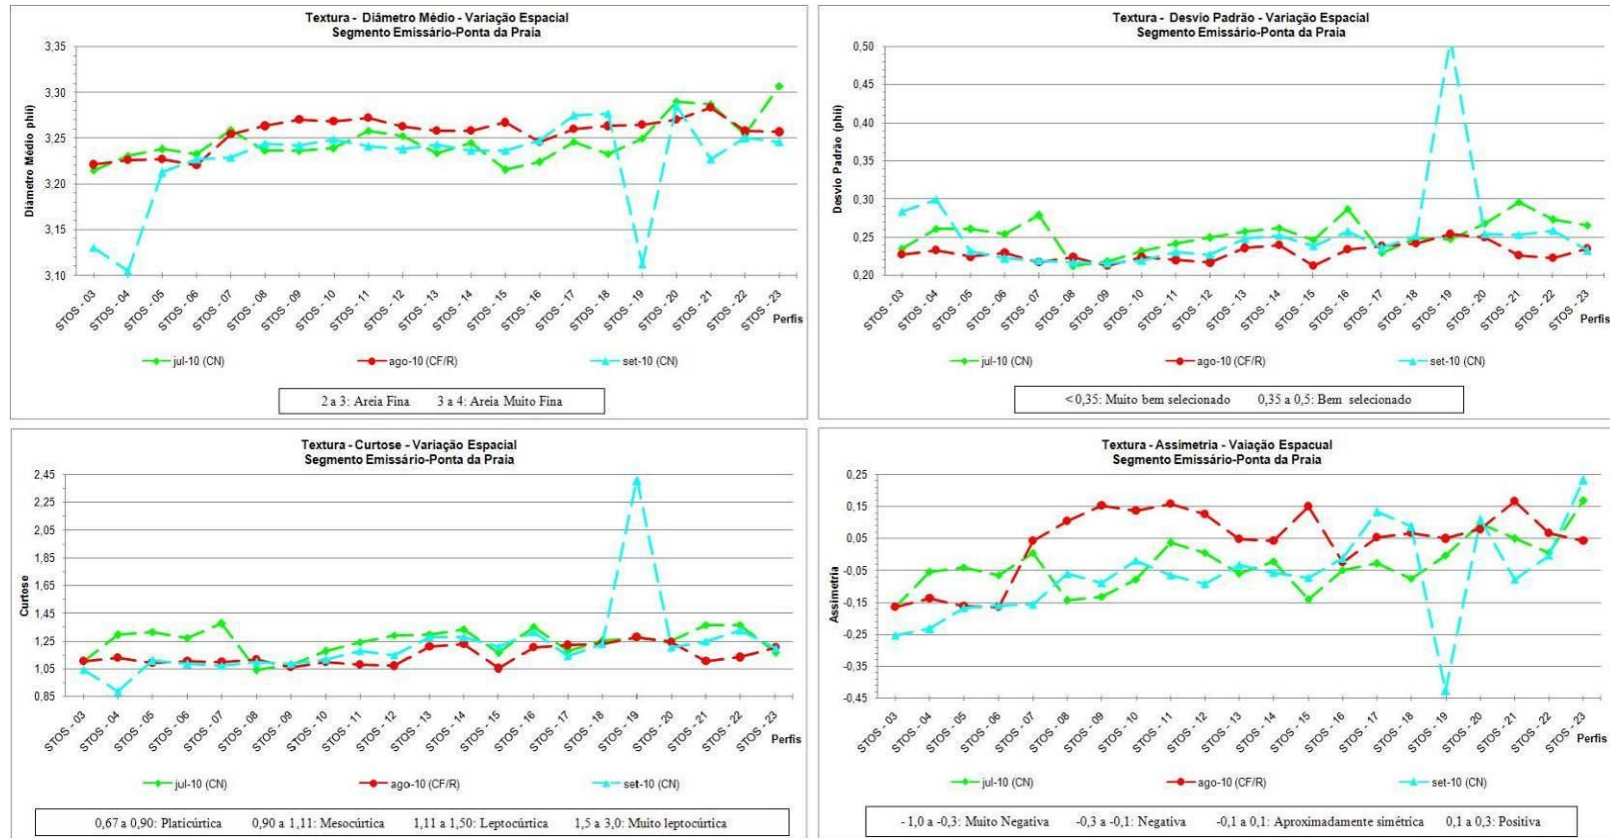 Textura - Diâmetro Médio - Variação Espacial
Segmento Emissário-Ponta da Praia
Diâmetro Médio phii)
3,35
3,30
3,25
3,20
3,15
3,10
STOS - 03
STOS - 04
STOS - 05
STOS - 06
STOS - 07
STOS - 08
STOS - 09
STOS - 10
STOS - 11
STOS - 12
STOS - 13
STOS - 14
STOS - 15
STOS - 16
STOS - 17
STOS - 18
STOS - 19
STOS - 20
STOS - 21
STOS - 22
STOS - 23
Perfis
jul-10 (CN) ago-10 (CF/R) set-10 (CN)
2 a 3: Areia Fina 3 a 4: Areia Muito Fina
Textura - Desvio Padrão - Variação Espacial
Segmento Emissário-Ponta da Praia
Desvio Padrão (phii)
0,50
0,45
0,40
0,35
0,30
0,25
0,20
STOS - 03
STOS - 04
STOS - 05
STOS - 06
STOS - 07
STOS - 08
STOS - 09
STOS - 10
STOS - 11
STOS - 12
STOS - 13
STOS - 14
STOS - 15
STOS - 16
STOS - 17
STOS - 18
STOS - 19
STOS - 20
STOS - 21
STOS - 22
STOS - 23
Perfis
jul-10 (CN) ago-10 (CF/R) set-10 (CN)
< 0,35: Muito bem selecionado 0,35 a 0,5: Bem selecionado
Textura - Curtose - Variação Espacial
Segmento Emissário-Ponta da Praia
Curtose
2,45
2,25
2,05
1,85
1,65
1,45
1,25
1,05
0,85
STOS - 03
STOS - 04
STOS - 05
STOS - 06
STOS - 07
STOS - 08
STOS - 09
STOS - 10
STOS - 11
STOS - 12
STOS - 13
STOS - 14
STOS - 15
STOS - 16
STOS - 17
STOS - 18
STOS - 19
STOS - 20
STOS - 21
STOS - 22
STOS - 23
Perfis
jul-10 (CN) ago-10 (CF/R) set-10 (CN)
0,67 a 0,90: Platicúrtica 0,90 a 1,11: Mesocúrtica 1,11 a 1,50: Leptocúrtica 1,5 a 3,0: Muito leptocúrtica
Textura - Assimetria - Vaiação Espacual
Segmento Emissário-Ponta da Praia
Assimetria
0,25
0,15
0,05
-0,05
-0,15
-0,25
-0,35
-0,45
STOS - 03
STOS - 04
STOS - 05
STOS - 06
STOS - 07
STOS - 08
STOS - 09
STOS - 10
STOS - 11
STOS - 12
STOS - 13
STOS - 14
STOS - 15
STOS - 16
STOS - 17
STOS - 18
STOS - 19
STOS - 20
STOS - 21
STOS - 22
STOS - 23
Perfis
jul-10 (CN) ago-10 (CF/R) set-10 (CN)
- 1,0 a -0,3: Muito Negativa -0,3 a -0,1: Negativa -0,1 a 0,1: Aproximadamente simétrica 0,1 a 0,3: Positiva